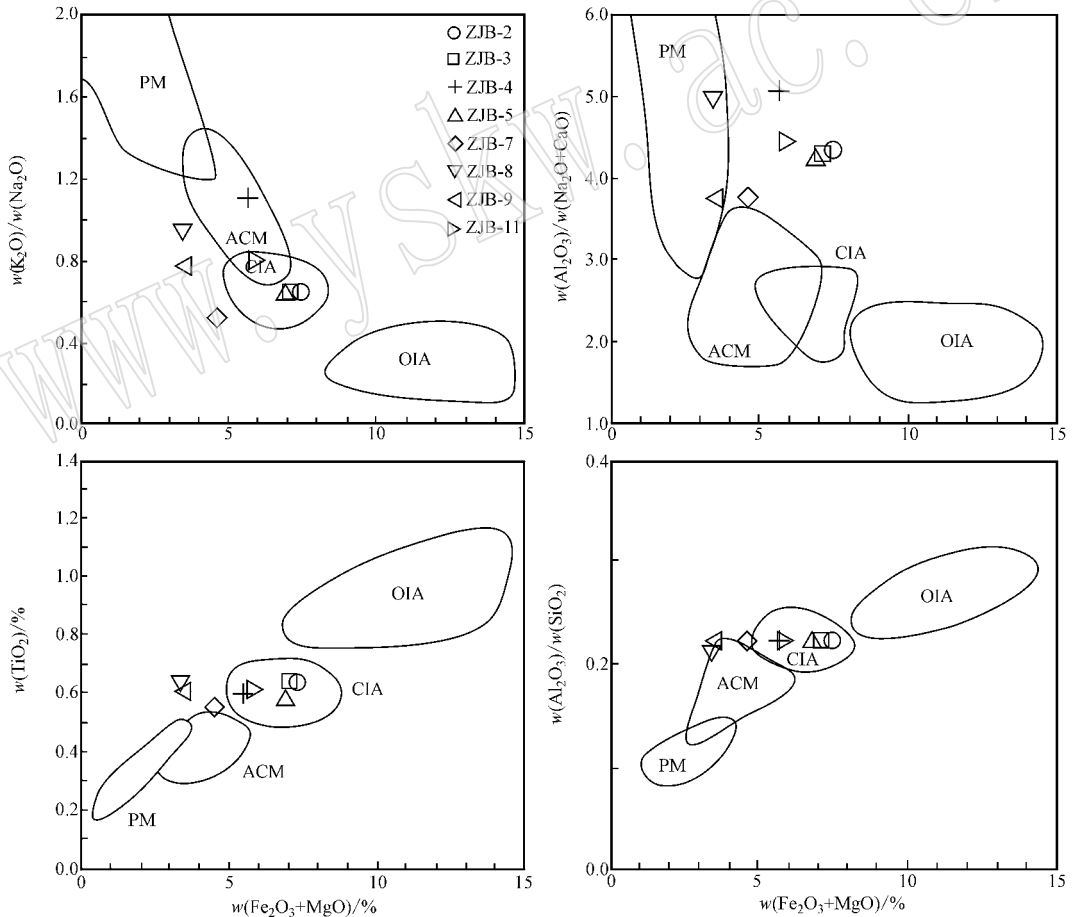 2.0
1.6
1.2
0.8
0.4
0.0
0
5
10
15
w(K₂O)/w(Na₂O)
PM
ACM
CIA
OIA
ZJB-2
ZJB-3
ZJB-4
ZJB-5
ZJB-7
ZJB-8
ZJB-9
ZJB-11
6.0
5.0
4.0
3.0
2.0
1.0
0
5
10
15
w(Al₂O₃)/w(Na₂O+CaO)
PM
CIA
ACM
OIA
1.4
1.2
1.0
0.8
0.6
0.4
0.2
0.0
0
5
10
15
w(TiO₂)/%
w(Fe₂O₃+MgO)/%
OIA
CIA
ACM
PM
0.4
0.2
0.0
0
5
10
15
w(Al₂O₃)/w(SiO₂)
w(Fe₂O₃+MgO)/%
OIA
CIA
ACM
PM
www.yskw.ac.c